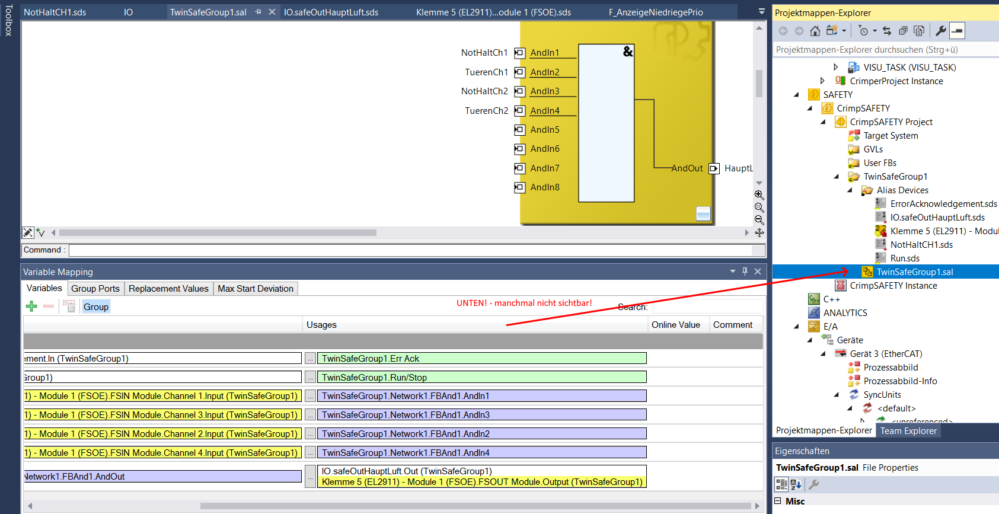 Toolbox
NotHaltCH1.sds
IO
TwinSafeGroup1.sal
IO.safeOutHauptLuft.sds
Klemme 5 (EL2911)...odule 1 (FSOE).sds
F_AnzeigeNiedriegePrio
NotHaltCh1
AndIn1
&
TuerenCh1
AndIn2
NotHaltCh2
AndIn3
TuerenCh2
AndIn4
AndIn5
AndIn6
AndIn7
AndOut
HauptL
AndIn8
Command :
Variable Mapping
Variables
Group Ports
Replacement Values
Max Start Deviation
Group
UNTEN! - manchmal nicht sichtbar!
Search:
Usages
Online Value
Comment
ement.In (TwinSafeGroup1)
...
TwinSafeGroup1.Err Ack
Group1)
...
TwinSafeGroup1.Run/Stop
1) - Module 1 (FSOE).FSIN Module.Channel 1.Input (TwinSafeGroup1)
...
TwinSafeGroup1.Network1.FBAnd1.AndIn1
1) - Module 1 (FSOE).FSIN Module.Channel 3.Input (TwinSafeGroup1)
...
TwinSafeGroup1.Network1.FBAnd1.AndIn3
1) - Module 1 (FSOE).FSIN Module.Channel 2.Input (TwinSafeGroup1)
...
TwinSafeGroup1.Network1.FBAnd1.AndIn2
1) - Module 1 (FSOE).FSIN Module.Channel 4.Input (TwinSafeGroup1)
...
TwinSafeGroup1.Network1.FBAnd1.AndIn4
Network1.FBAnd1.AndOut
...
IO.safeOutHauptLuft.Out (TwinSafeGroup1)
Klemme 5 (EL2911) - Module 1 (FSOE).FSOUT Module.Output (TwinSafeGroup1)
Projektmappen-Explorer
Projektmappen-Explorer durchsuchen (Strg+ü)
VISU_TASK (VISU_TASK)
CrimperProject Instance
SAFETY
CrimpSAFETY
CrimpSAFETY Project
Target System
GVLs
User FBs
TwinSafeGroup1
Alias Devices
ErrorAcknowledgement.sds
IO.safeOutHauptLuft.sds
Klemme 5 (EL2911) - Modul
NotHaltCH1.sds
Run.sds
TwinSafeGroup1.sal
CrimpSAFETY Instance
C++
ANALYTICS
E/A
Geräte
Gerät 3 (EtherCAT)
Prozessabbild
Prozessabbild-Info
SyncUnits
<default>
<unreferenced>
Projektmappen-Explorer
Team Explorer
Eigenschaften
TwinSafeGroup1.sal File Properties
Misc